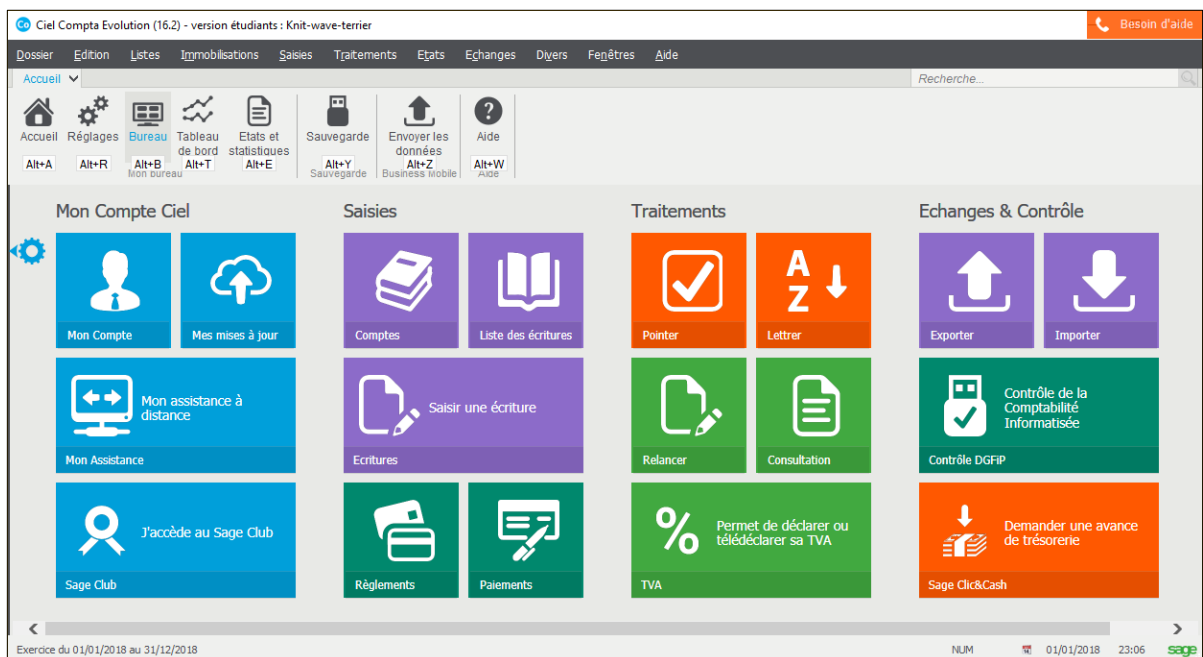 Co Ciel Compta Evolution (16.2) - version étudiants : Knit-wave-terrier
Besoin d'aide
Dossier Edition Listes Immobilisations Saisies Traitements Etats Echanges Divers Fenêtres Aide
Accueil
Recherche...
Accueil Réglages Bureau Tableau de bord Etats et statistiques Sauvegarde Envoyer les données Aide
Alt+A Alt+R Alt+B Alt+T Alt+E Alt+Y Alt+Z Alt+W
Mon bureau Sauvegarde Business Mobile Aide
Mon Compte Ciel Saisies Traitements Echanges & Contrôle
A
Z
Mon Compte Mes mises à jour Comptes Liste des écritures Pointer Lettrer Exporter Importer
Mon assistance à distance
Saisir une écriture
Contrôle de la Comptabilité Informatisée
Mon Assistance Ecritures Relancer Consultation Contrôle DGFiP
J'accède au Sage Club
%
Permet de déclarer ou télédéclarer sa TVA
Demander une avance de trésorerie
Sage Club Règlements Paiements TVA Sage Clic&Cash
Exercice du 01/01/2018 au 31/12/2018 NUM 01/01/2018 23:06 sage